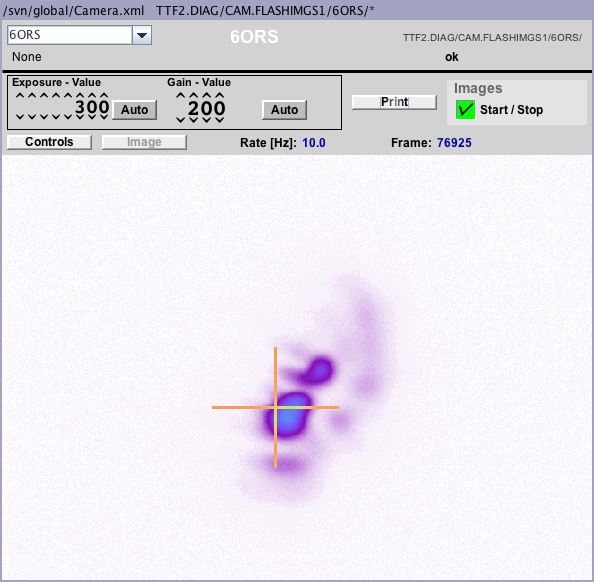 /svn/global/Camera.xml TTF2.DIAG/CAM.FLASHIMGS1/6ORS/*
6ORS 6ORS TTF2.DIAG/CAM.FLASHIMGS1/6ORS/
None ok
Exposure - Value Gain - Value Images
300 Auto 200 Auto Print Start / Stop
Controls Image Rate [Hz]: 10.0 Frame: 76925